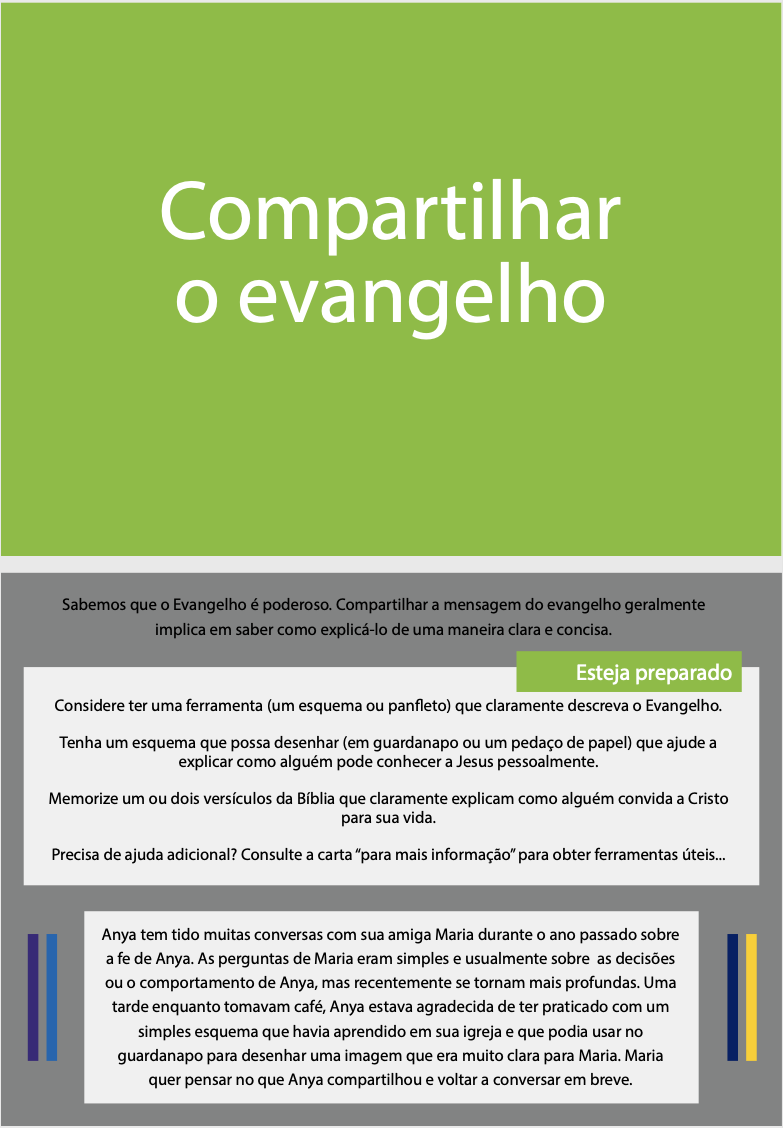 Compartilhar
o evangelho
Sabemos que o Evangelho é poderoso. Compartilhar a mensagem do evangelho geralmente
implica em saber como explicá-lo de uma maneira clara e concisa.
Esteja preparado
Considere ter uma ferramenta (um esquema ou panfleto) que claramente descreva o Evangelho.
Tenha um esquema que possa desenhar (em guardanapo ou um pedaço de papel) que ajude a
explicar como alguém pode conhecer a Jesus pessoalmente.
Memorize um ou dois versículos da Bíblia que claramente explicam como alguém convida a Cristo
para sua vida.
Precisa de ajuda adicional? Consulte a carta “para mais informação” para obter ferramentas úteis...
Anya tem tido muitas conversas com sua amiga Maria durante o ano passado sobre
a fe de Anya. As perguntas de Maria eram simples e usualmente sobre  as decisões
ou o comportamento de Anya, mas recentemente se tornam mais profundas. Uma
tarde enquanto tomavam café, Anya estava agradecida de ter praticado com um
simples esquema que havia aprendido em sua igreja e que podia usar no
guardanapo para desenhar uma imagem que era muito clara para Maria. Maria
quer pensar no que Anya compartilhou e voltar a conversar em breve.